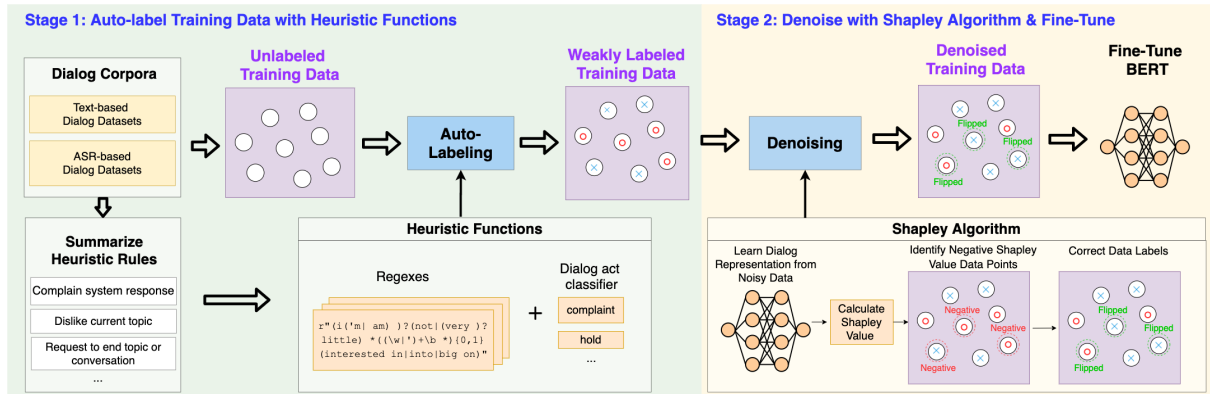 Stage 1: Auto-label Training Data with Heuristic Functions
Dialog Corpora
Text-based
Dialog Datasets
ASR-based
Dialog Datasets
Unlabeled
Training Data
Auto-
Labeling
Weakly Labeled
Training Data
Summarize
Heuristic Rules
Complain system response
Dislike current topic
Request to end topic or
conversation
...
Heuristic Functions
Regexes
r"(i('m| am) )?(not|(very )?
little) *((\w|')+\b *){0,1}
(interested in|into|big on)"
+
Dialog act
classifier
complaint
hold
...
Stage 2: Denoise with Shapley Algorithm & Fine-Tune
Denoising
Denoised
Training Data
Flipped
Flipped
Flipped
Fine-Tune
BERT
Shapley Algorithm
Learn Dialog
Representation from
Noisy Data
Calculate
Shapley
Value
Identify Negative Shapley
Value Data Points
Negative
Negative
Negative
Correct Data Labels
Flipped
Flipped
Flipped